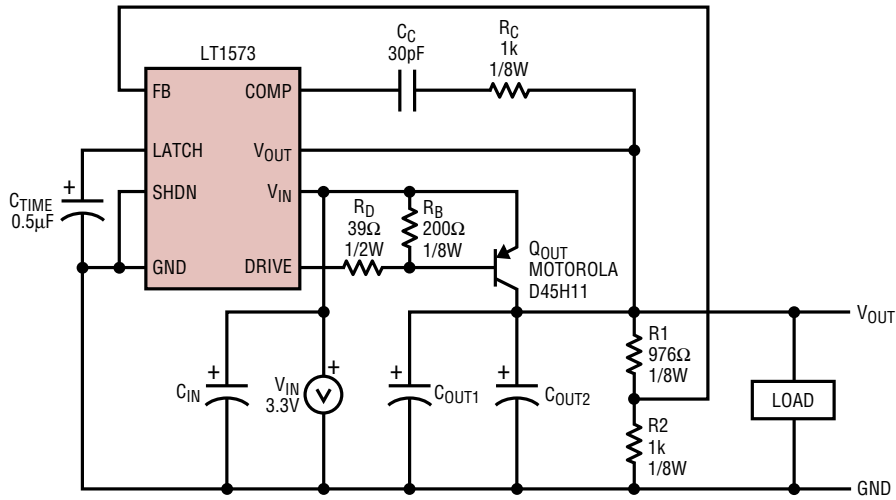 LT1573
FB
COMP
LATCH
VOUT
SHDN
VIN
GND
DRIVE
CC
30pF
RC
1k
1/8W
+
CTIME
0.5µF
RD
39Ω
1/2W
RB
200Ω
1/8W
QOUT
MOTOROLA
D45H11
VOUT
+
CIN
+
VIN
3.3V
V
+
COUT1
+
COUT2
R1
976Ω
1/8W
R2
1k
1/8W
LOAD
GND